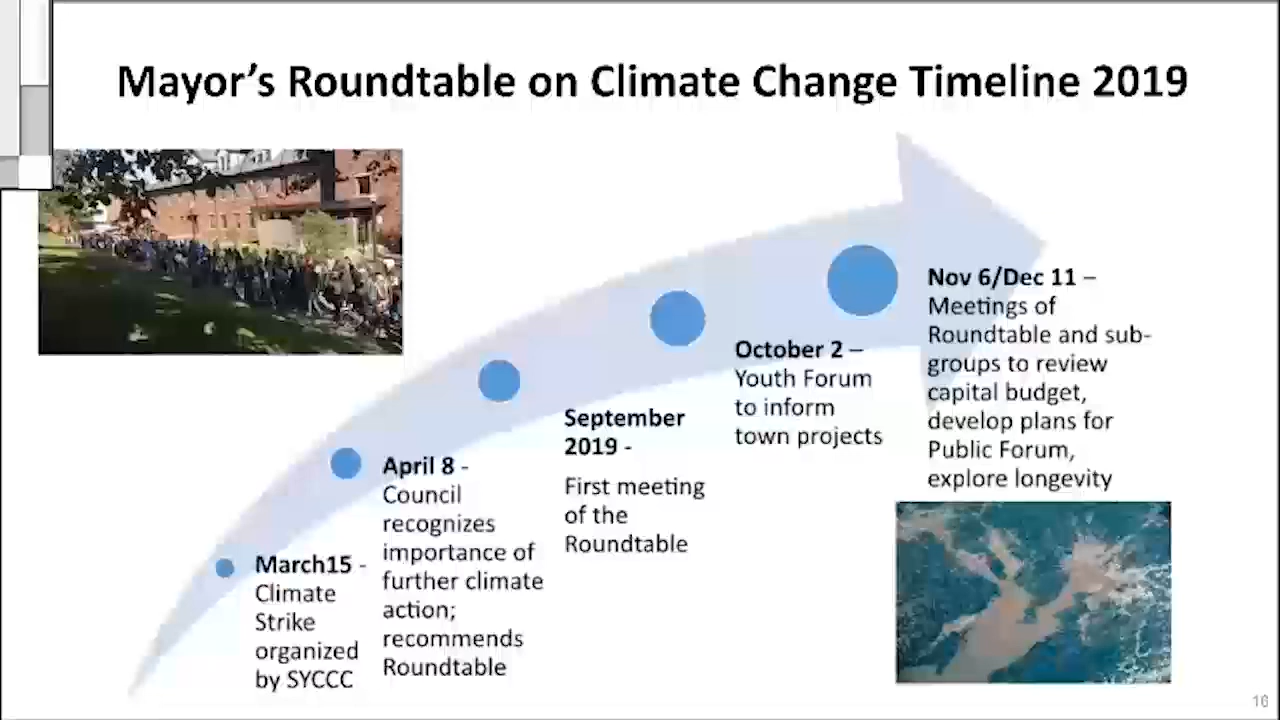 Mayor’s Roundtable on Climate Change Timeline 2019
March15 -
Climate
Strike
organized
by SYCCC
April 8 -
Council
recognizes
importance of
further climate
action;
recommends
Roundtable
September
2019 -
First meeting
of the
Roundtable
October 2 –
Youth Forum
to inform
town projects
Nov 6/Dec 11 –
Meetings of
Roundtable and sub-
groups to review
capital budget,
develop plans for
Public Forum,
explore longevity
16